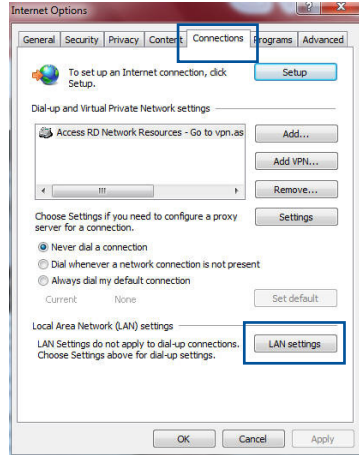 Internet Options
General Security Privacy Content Connections Programs Advanced
To set up an Internet connection, click Setup
Setup.
Dial-up and Virtual Private Network settings
Access RD Network Resources - Go to vpn.as
Add...
Add VPN...
Remove...
Choose Settings if you need to configure a proxy
server for a connection.
Settings
Never dial a connection
Dial whenever a network connection is not present
Always dial my default connection
Current None Set default
Local Area Network (LAN) settings
LAN Settings do not apply to dial-up connections.
Choose Settings above for dial-up settings.
LAN settings
OK Cancel Apply